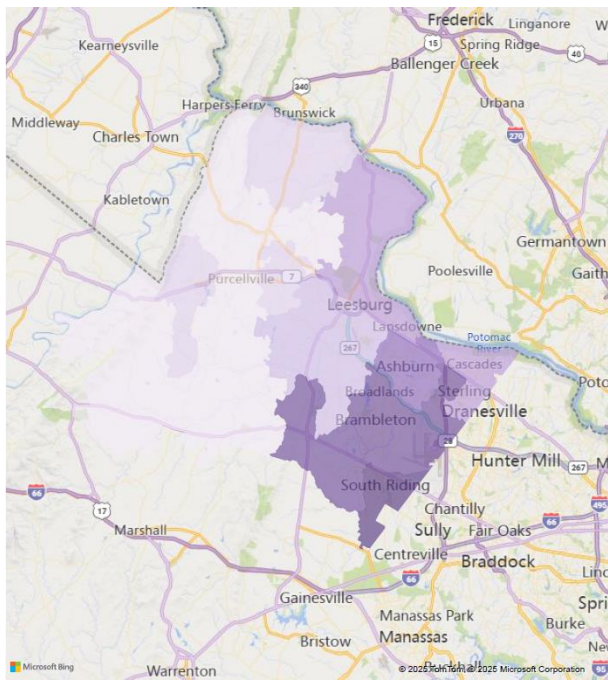 Frederick
Linganore
Kearneysville
15
Spring Ridge
40
Ballenger Creek
340
Harpers Ferry
Brunswick
Urbana
Middleway
Charles Town
270
Kabletown
Germantown
Purcellville
7
Poolesville
Gaith
Leesburg
Lansdowne
Potomac
River
267
Ashburn
Cascades
Poto
Broadlands
Sterling
Brambleton
Dranesville
28
Hunter Mill
267
South Riding
66
495
17
Chantilly
Marshall
Sully
Fair Oaks
66
Centreville
Braddock
66
Gainesville
Spri
Manassas Park
Burke
Bristow
Manassas
Warrenton
95
Microsoft Bing
© 2025 TomTom, © 2025 Microsoft Corporation